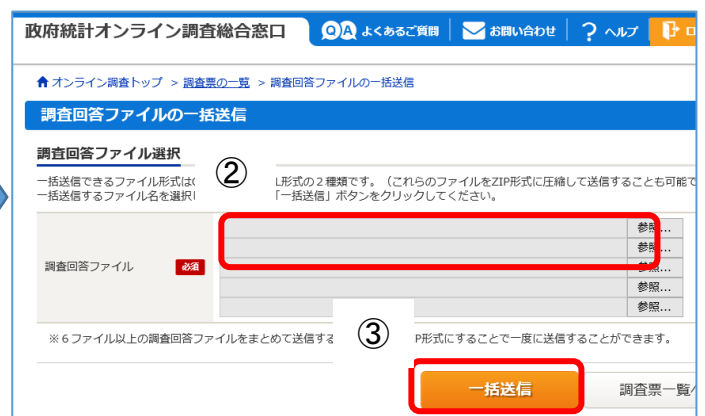 政府統計オンライン調査総合窓口 QA よくあるご質問 お問い合わせ ? ヘルプ
オンライン調査トップ > 調査票の一覧 > 調査回答ファイルの一括送信
調査回答ファイルの一括送信
調査回答ファイル選択
②
一括送信できるファイル形式は L形式の2種類です。（これらのファイルをZIP形式に圧縮して送信することも可能で
一括送信するファイル名を選択 「一括送信」ボタンをクリックしてください。
参照...
参照...
調査回答ファイル 必須 参照...
参照...
参照...
※6ファイル以上の調査回答ファイルをまとめて送信する P形式にすることで一度に送信することができます。
③
一括送信 調査票一覧